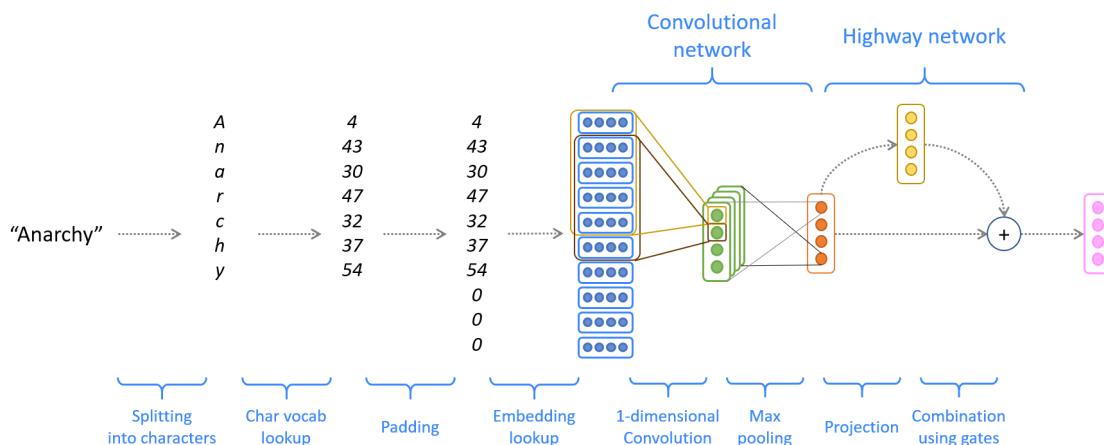 Convolutional
network
Highway network
A 4 4
n 43 43
a 30 30
r 47 47
c 32 32
"Anarchy"
+
h 37 37
y 54 54
0
0
0
Splitting
into characters
Char vocab
lookup
Padding
Embedding
lookup
1-dimensional
Convolution
Max
pooling
Projection
Combination
using gates